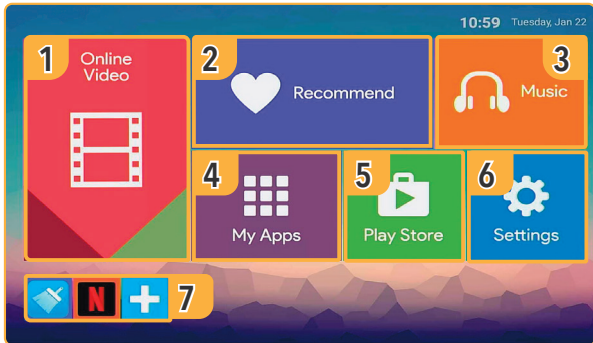 10:59 Tuesday, Jan 22
1
Online
Video
2
Recommend
3
Music
4
My Apps
5
Play Store
6
Settings
N
7